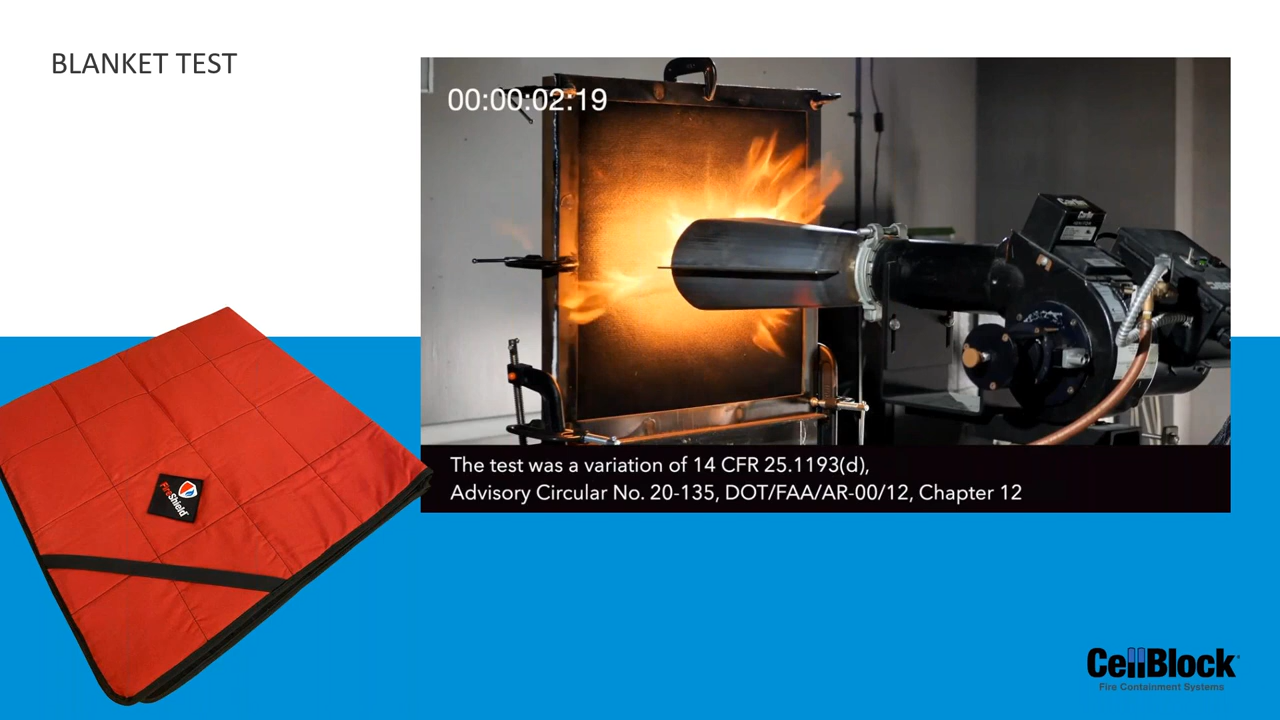 BLANKET TEST
00:00:02:19
The test was a variation of 14 CFR 25.1193(d),
Advisory Circular No. 20-135, DOT/FAA/AR-00/12, Chapter 12
FireShield
CellBlock
Fire Containment Systems